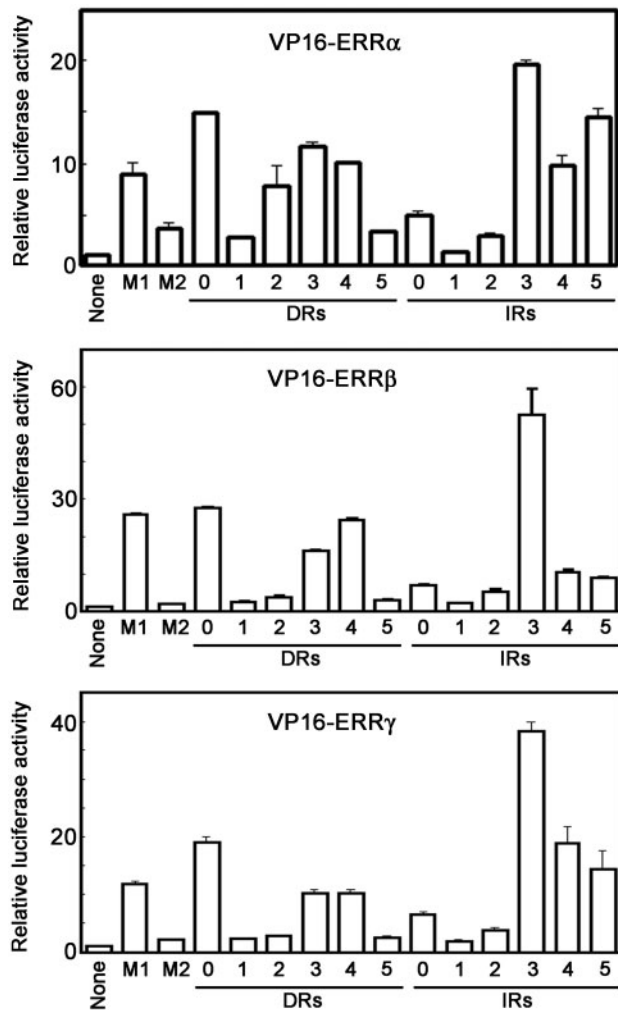 VP16-ERRα
Relative luciferase activity
20
10
0
None M1 M2 0 1 2 3 4 5 0 1 2 3 4 5
DRs IRs
VP16-ERRβ
Relative luciferase activity
60
30
0
None M1 M2 0 1 2 3 4 5 0 1 2 3 4 5
DRs IRs
VP16-ERRγ
Relative luciferase activity
40
20
0
None M1 M2 0 1 2 3 4 5 0 1 2 3 4 5
DRs IRs